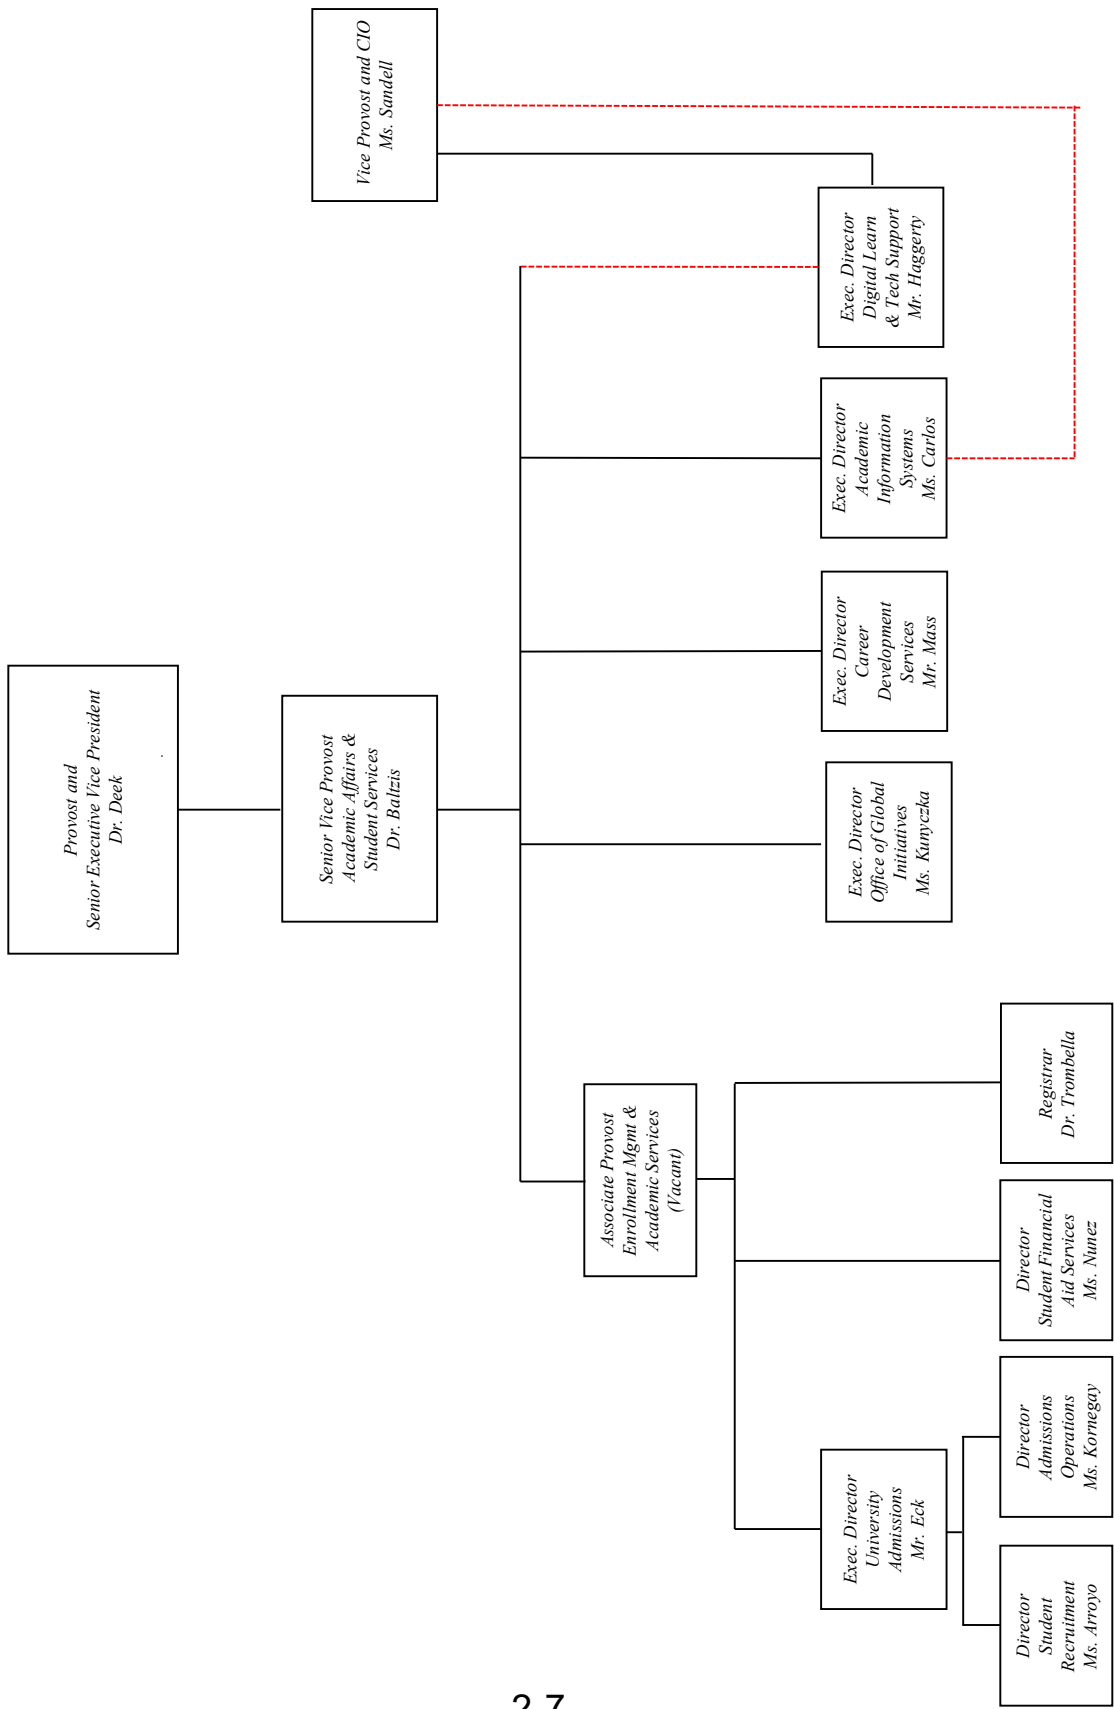 Provost and
Senior Executive Vice President
Dr. Deek
Vice Provost and CIO
Ms. Sandell
Senior Vice Provost
Academic Affairs &
Student Services
Dr. Baltzis
Associate Provost
Enrollment Mgmt &
Academic Services
(Vacant)
Exec. Director
University
Admissions
Mr. Eck
Exec. Director
Office of Global
Initiatives
Ms. Kunyczka
Exec. Director
Career
Development
Services
Mr. Mass
Exec. Director
Academic
Information
Systems
Ms. Carlos
Exec. Director
Digital Learn
& Tech Support
Mr. Haggerty
Director
Student
Recruitment
Ms. Arroyo
Director
Admissions
Operations
Ms. Kornegay
Director
Student Financial
Aid Services
Ms. Nunez
Registrar
Dr. Trombella
2.7